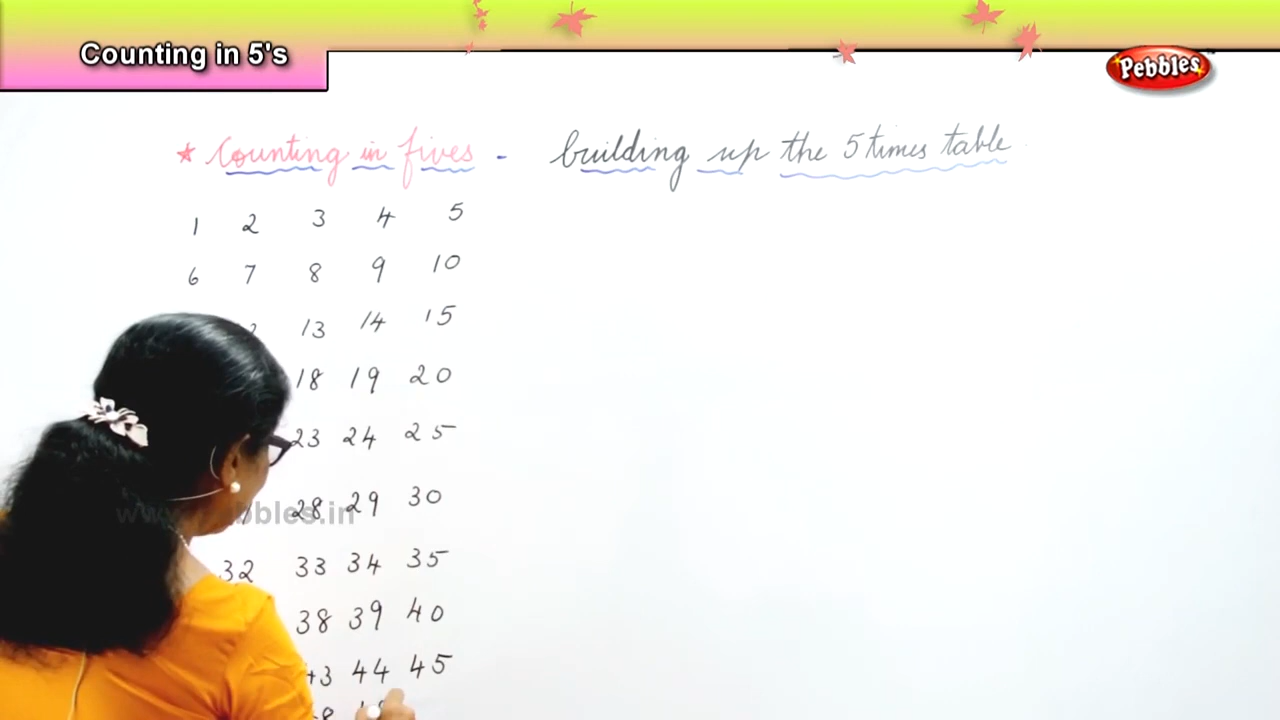 Counting in 5's
Pebbles
* Counting in fives - building up the 5 times table
1 2 3 4 5
6 7 8 9 10
13 14 15
18 19 20
23 24 25
28 29 30
32 33 34 35
38 39 40
43 44 45